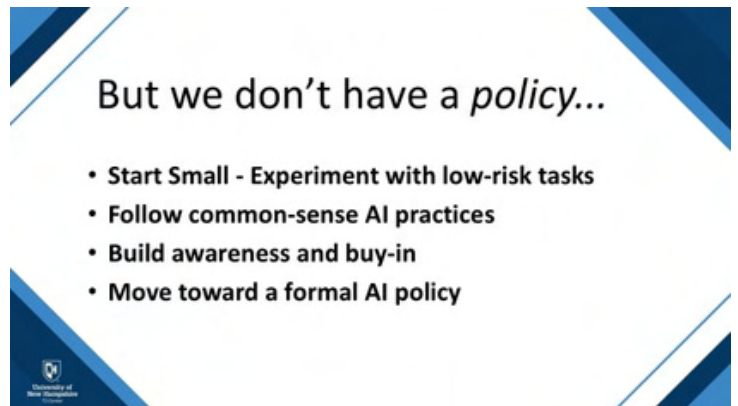 But we don't have a policy...
• Start Small - Experiment with low-risk tasks
• Follow common-sense AI practices
• Build awareness and buy-in
• Move toward a formal AI policy
University of
New Hampshire